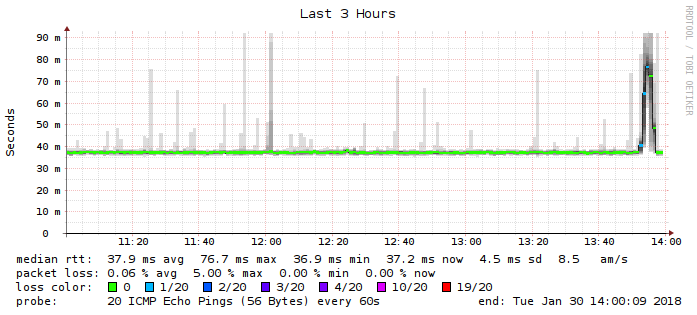 Last 3 Hours
RRDTOOL / TOBI OETIKER
Seconds
90 m
80 m
70 m
60 m
50 m
40 m
30 m
20 m
10 m
0
11:20 11:40 12:00 12:20 12:40 13:00 13:20 13:40 14:00
median rtt: 37.9 ms avg 76.7 ms max 36.9 ms min 37.2 ms now 4.5 ms sd 8.5 am/s
packet loss: 0.06 % avg 5.00 % max 0.00 % min 0.00 % now
loss color: 0 1/20 2/20 3/20 4/20 10/20 19/20
probe: 20 ICMP Echo Pings (56 Bytes) every 60s end: Tue Jan 30 14:00:09 2018